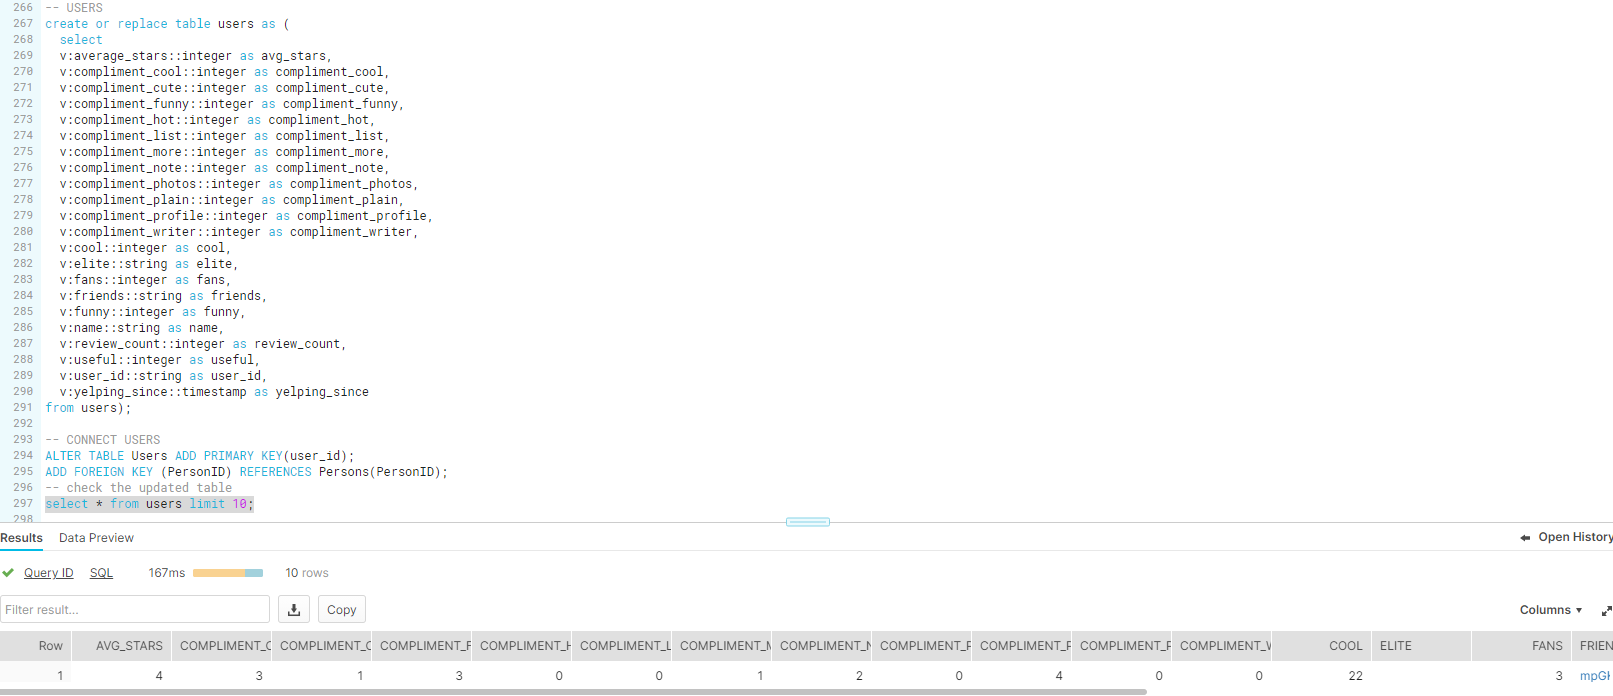 266 -- USERS
267 create or replace table users as (
268 select
269 v:average_stars::integer as avg_stars,
270 v:compliment_cool::integer as compliment_cool,
271 v:compliment_cute::integer as compliment_cute,
272 v:compliment_funny::integer as compliment_funny,
273 v:compliment_hot::integer as compliment_hot,
274 v:compliment_list::integer as compliment_list,
275 v:compliment_more::integer as compliment_more,
276 v:compliment_note::integer as compliment_note,
277 v:compliment_photos::integer as compliment_photos,
278 v:compliment_plain::integer as compliment_plain,
279 v:compliment_profile::integer as compliment_profile,
280 v:compliment_writer::integer as compliment_writer,
281 v:cool::integer as cool,
282 v:elite::string as elite,
283 v:fans::integer as fans,
284 v:friends::string as friends,
285 v:funny::integer as funny,
286 v:name::string as name,
287 v:review_count::integer as review_count,
288 v:useful::integer as useful,
289 v:user_id::string as user_id,
290 v:yelping_since::timestamp as yelping_since
291 from users);
292
293 -- CONNECT USERS
294 ALTER TABLE Users ADD PRIMARY KEY(user_id);
295 ADD FOREIGN KEY (PersonID) REFERENCES Persons(PersonID);
296 -- check the updated table
297 select * from users limit 10;
298
Results Data Preview Open History
Query ID SQL 167ms 10 rows
Filter result... Copy Columns
Row AVG_STARS COMPLIMENT_C COMPLIMENT_C COMPLIMENT_F COMPLIMENT_H COMPLIMENT_L COMPLIMENT_M COMPLIMENT_N COMPLIMENT_P COMPLIMENT_P COMPLIMENT_P COMPLIMENT_W COOL ELITE FANS FRIEN
1 4 3 1 3 0 0 1 2 0 4 0 0 22 3 mpGH